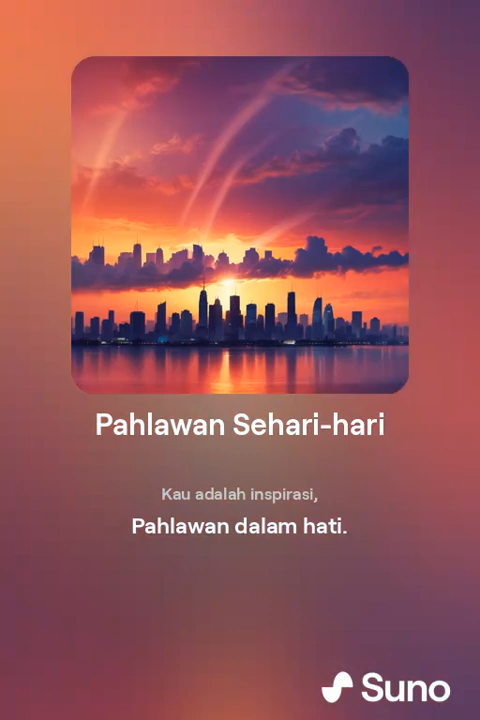 Pahlawan Sehari-hari
Kau adalah inspirasi,
Pahlawan dalam hati.
Suno